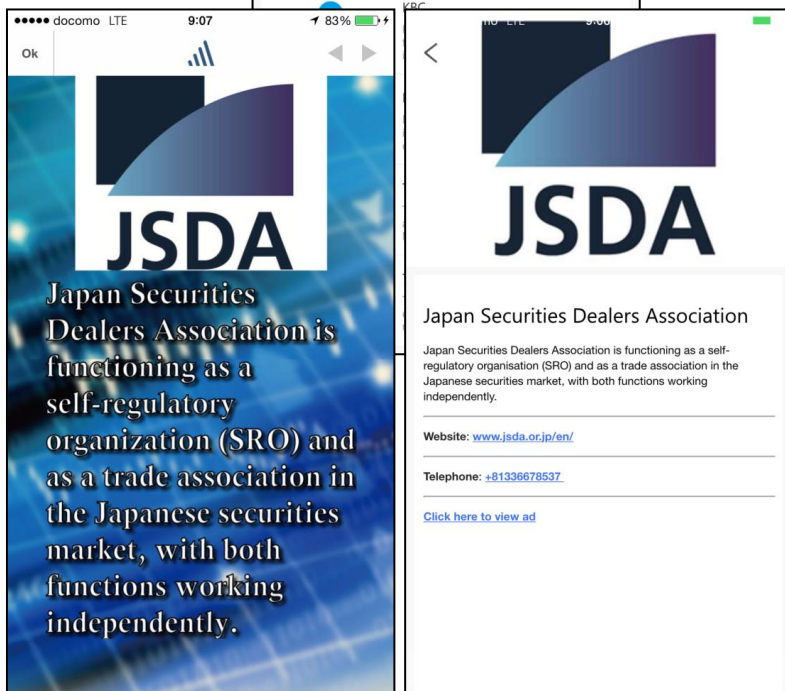 docomo LTE 9:07 83%
Ok
JSDA
Japan Securities
Dealers Association is
functioning as a
self-regulatory
organization (SRO) and
as a trade association in
the Japanese securities
market, with both
functions working
independently.
KBC
LTE
JSDA
Japan Securities Dealers Association
Japan Securities Dealers Association is functioning as a self-
regulatory organisation (SRO) and as a trade association in the
Japanese securities market, with both functions working
independently.
Website: www.jsda.or.jp/en/
Telephone: +81336678537
Click here to view ad